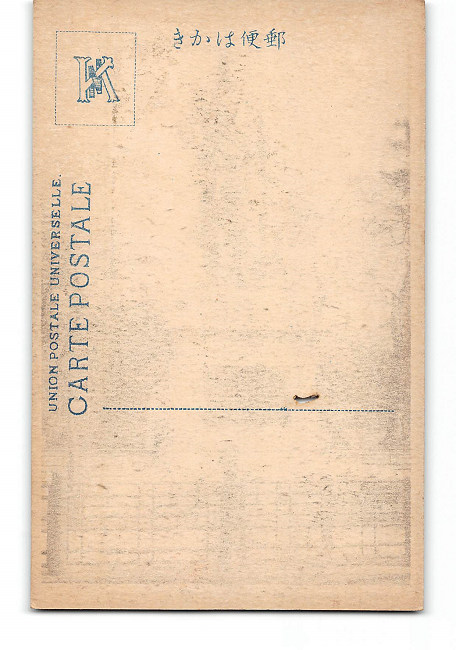 きかは便郵
K
UNION POSTALE UNIVERSELLE.
CARTE POSTALE